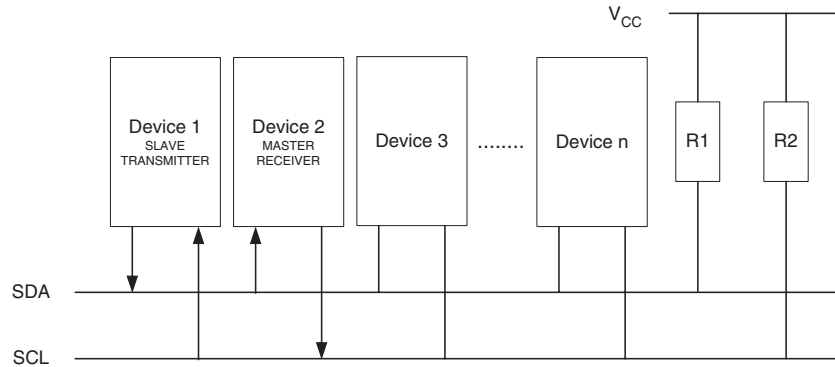 VCC
Device 1
SLAVE
TRANSMITTER
Device 2
MASTER
RECEIVER
Device 3
........
Device n
R1
R2
SDA
SCL